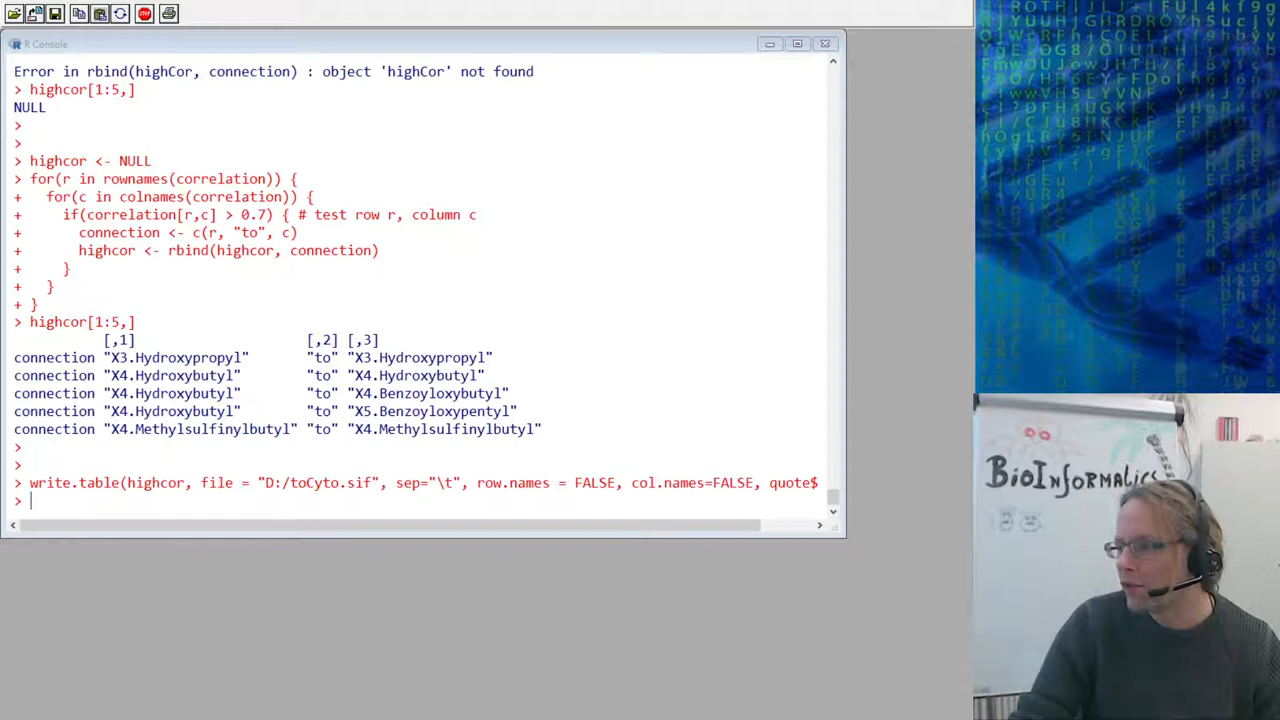 R Console
Error in rbind(highCor, connection) : object 'highCor' not found
> highcor[1:5,]
NULL
>
>
> highcor <- NULL
> for(r in rownames(correlation)) {
+   for(c in colnames(correlation)) {
+     if(correlation[r,c] > 0.7) { # test row r, column c
+       connection <- c(r, "to", c)
+       highcor <- rbind(highcor, connection)
+     }
+   }
+ }
> highcor[1:5,]
           [,1]                    [,2] [,3]
connection "X3.Hydroxypropyl"      "to" "X3.Hydroxypropyl"
connection "X4.Hydroxybutyl"       "to" "X4.Hydroxybutyl"
connection "X4.Hydroxybutyl"       "to" "X4.Benzoyloxybutyl"
connection "X4.Hydroxybutyl"       "to" "X5.Benzoyloxypentyl"
connection "X4.Methylsulfinylbutyl" "to" "X4.Methylsulfinylbutyl"
>
>
> write.table(highcor, file = "D:/toCyto.sif", sep="\t", row.names = FALSE, col.names=FALSE, quote$
>
BioInformatics